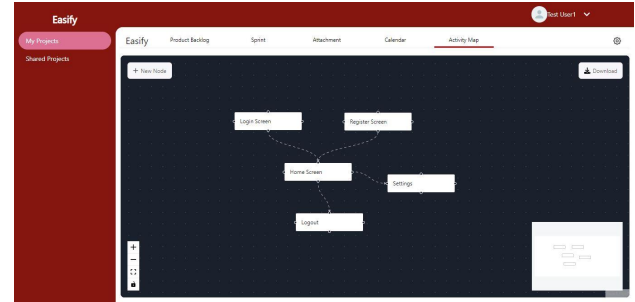 Easify
Test User1
My Projects
Shared Projects
Easify
Product Backlog
Sprint
Attachment
Calendar
Activity Map
+ New Node
Download
Login Screen
Register Screen
Home Screen
Settings
Logout